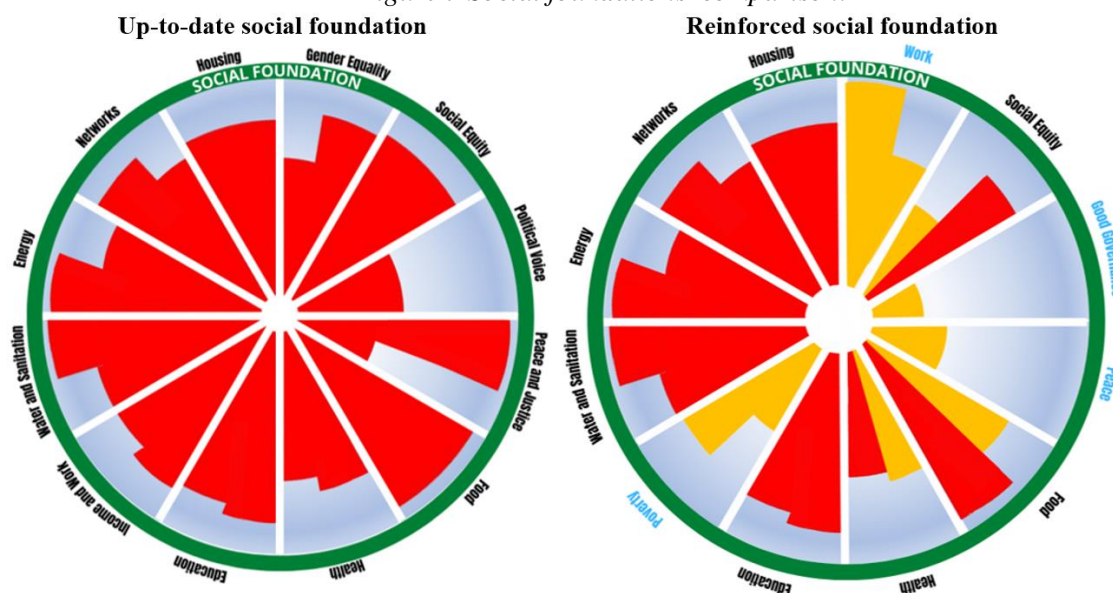 Up-to-date social foundation
Reinforced social foundation
SOCIAL FOUNDATION
Housing
Gender Equality
Social Equity
Political Voice
Peace and Justice
Food
Health
Education
Income and Work
Water and Sanitation
Energy
Networks
SOCIAL FOUNDATION
Housing
Work
Social Equity
Peace
Food
Health
Education
Poverty
Water and Sanitation
Energy
Networks